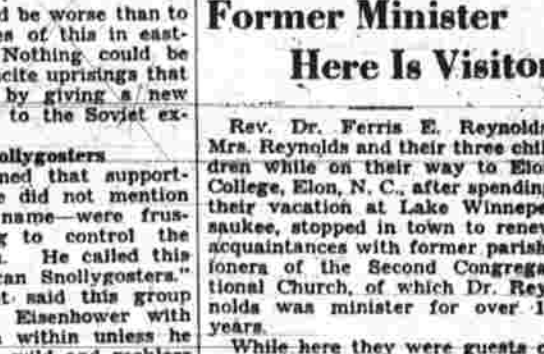 d be worse than to
es of this in east-
Nothing could be
cite uprisings that
by giving a new
to the Soviet ex-
ollygosters
ned that support-
e did not mention
name—were frus-
g to control the
. He called this
can Snollygosters."
t said this group
Eisenhower with
within unless he
Former Minister
Here Is Visitor
Rev. Dr. Ferris E. Reynolds
Mrs. Reynolds and their three chil
dren while on their way to Elo
College, Elon, N. C., after spending
their vacation at Lake Winnepe
saukee, stopped in town to renew
acquaintances with former parish
ioners of the Second Congrega
tional Church, of which Dr. Rey
nolds was minister for over 1
years.
While here they were guests o